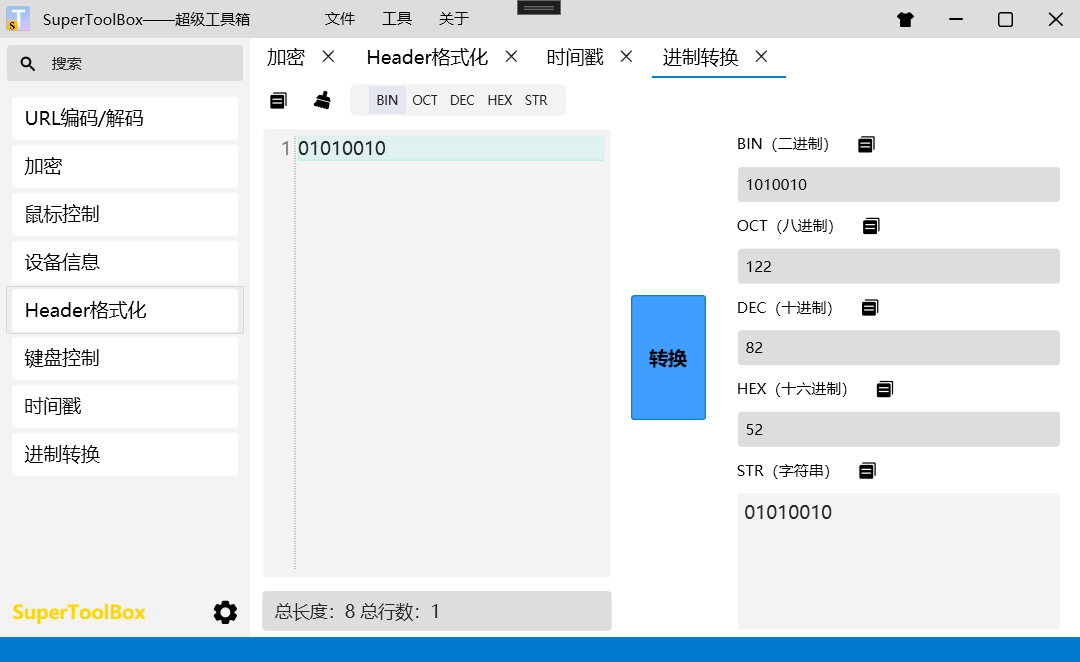 SuperToolBox——超级工具箱 文件 工具 关于
搜索
URL编码/解码
加密
鼠标控制
设备信息
Header格式化
键盘控制
时间戳
进制转换
SuperToolBox
加密 Header格式化 时间戳 进制转换
BIN OCT DEC HEX STR
1 01010010
总长度：8 总行数：1
转换
BIN（二进制）
1010010
OCT（八进制）
122
DEC（十进制）
82
HEX（十六进制）
52
STR（字符串）
01010010